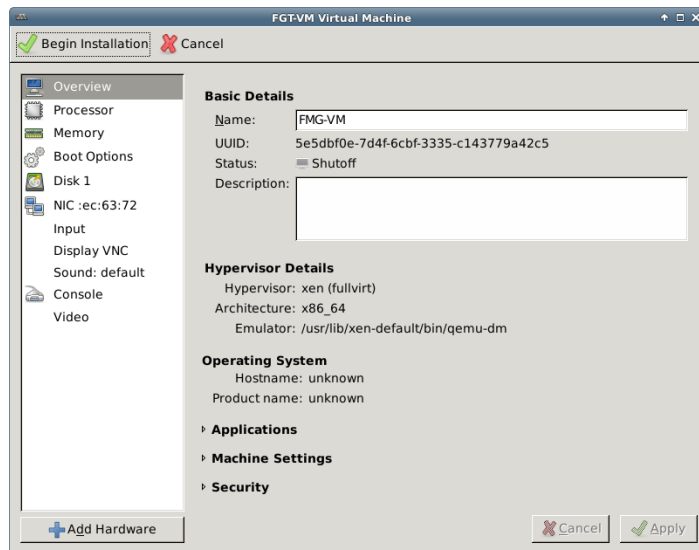 FGT-VM Virtual Machine
Begin Installation Cancel
Overview
Processor
Memory
Boot Options
Disk 1
NIC :ec:63:72
Input
Display VNC
Sound: default
Console
Video
Add Hardware
Basic Details
Name: FMG-VM
UUID: 5e5dbf0e-7d4f-6cbf-3335-c143779a42c5
Status: Shutoff
Description:
Hypervisor Details
Hypervisor: xen (fullvirt)
Architecture: x86_64
Emulator: /usr/lib/xen-default/bin/qemu-dm
Operating System
Hostname: unknown
Product name: unknown
Applications
Machine Settings
Security
Cancel Apply